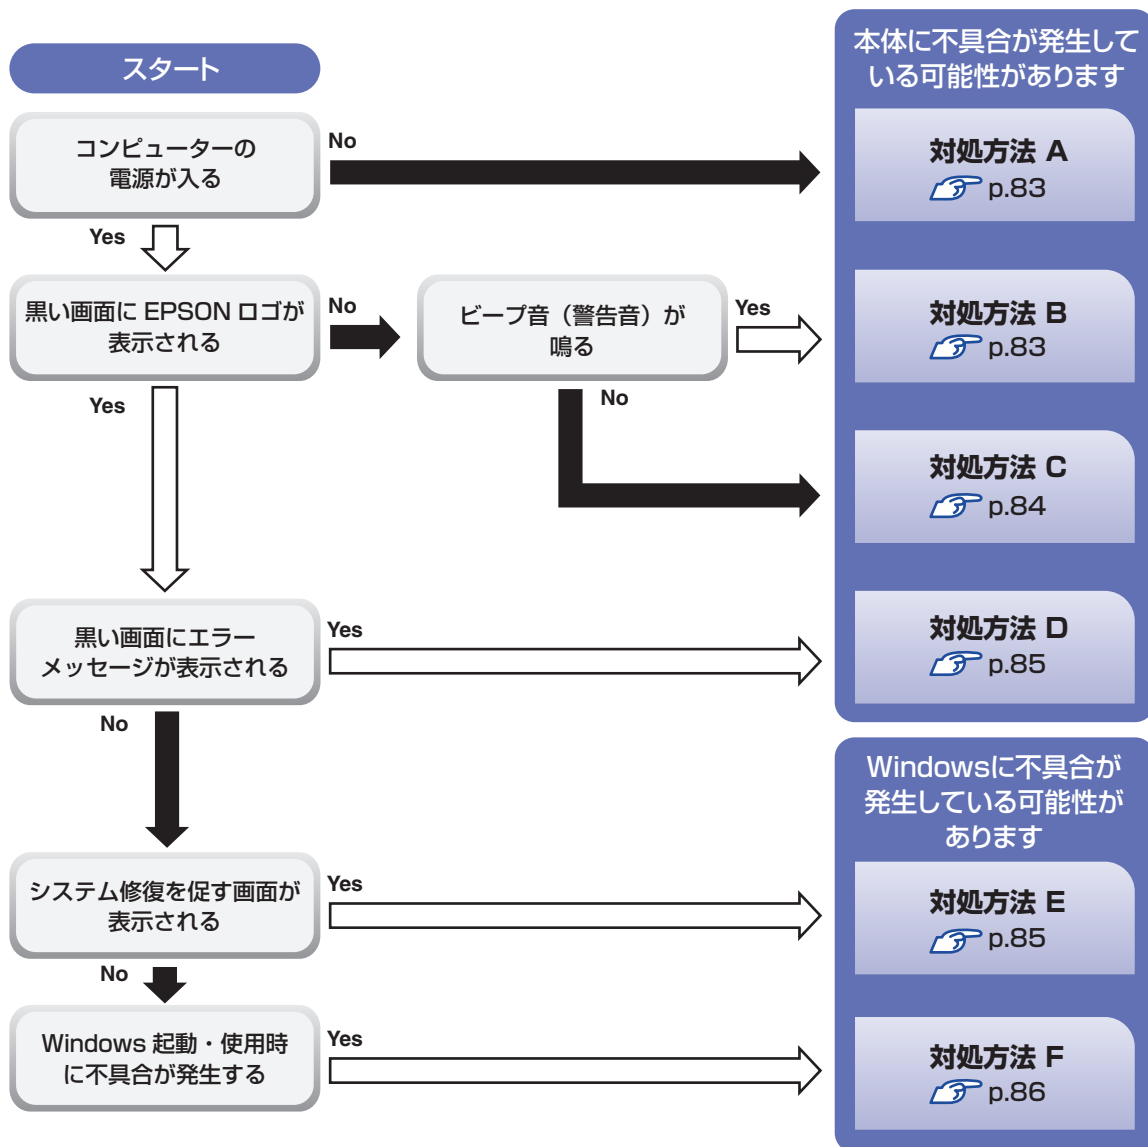 スタート
コンピューターの
電源が入る
No
Yes
黒い画面に EPSON ロゴが
表示される
No
ビープ音（警告音）が
鳴る
Yes
No
Yes
黒い画面にエラー
メッセージが表示される
Yes
No
システム修復を促す画面が
表示される
Yes
No
Windows 起動・使用時
に不具合が発生する
Yes
本体に不具合が発生して
いる可能性があります
対処方法 A
p.83
対処方法 B
p.83
対処方法 C
p.84
対処方法 D
p.85
Windowsに不具合が
発生している可能性が
あります
対処方法 E
p.85
対処方法 F
p.86